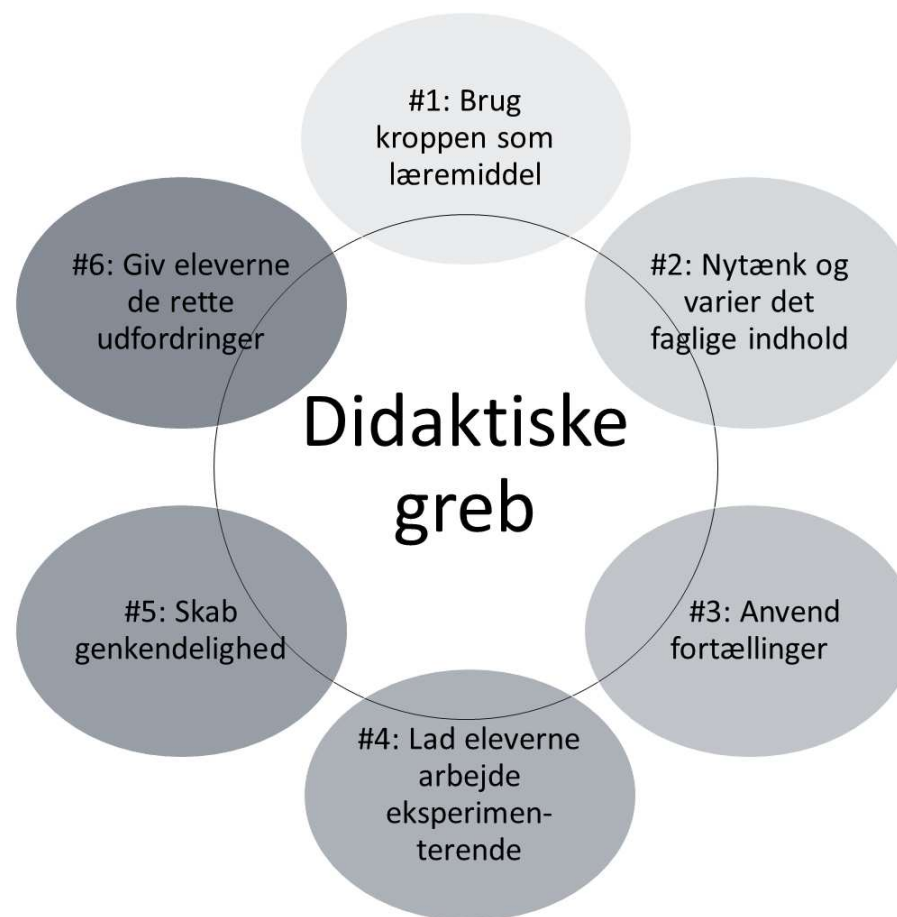 #1: Brug
kroppen som
læremiddel
#2: Nytænk og
varier det
faglige indhold
#3: Anvend
fortællinger
#4: Lad eleverne
arbejde
eksperimen-
terende
#5: Skab
genkendelighed
#6: Giv eleverne
de rette
udfordringer
Didaktiske
greb